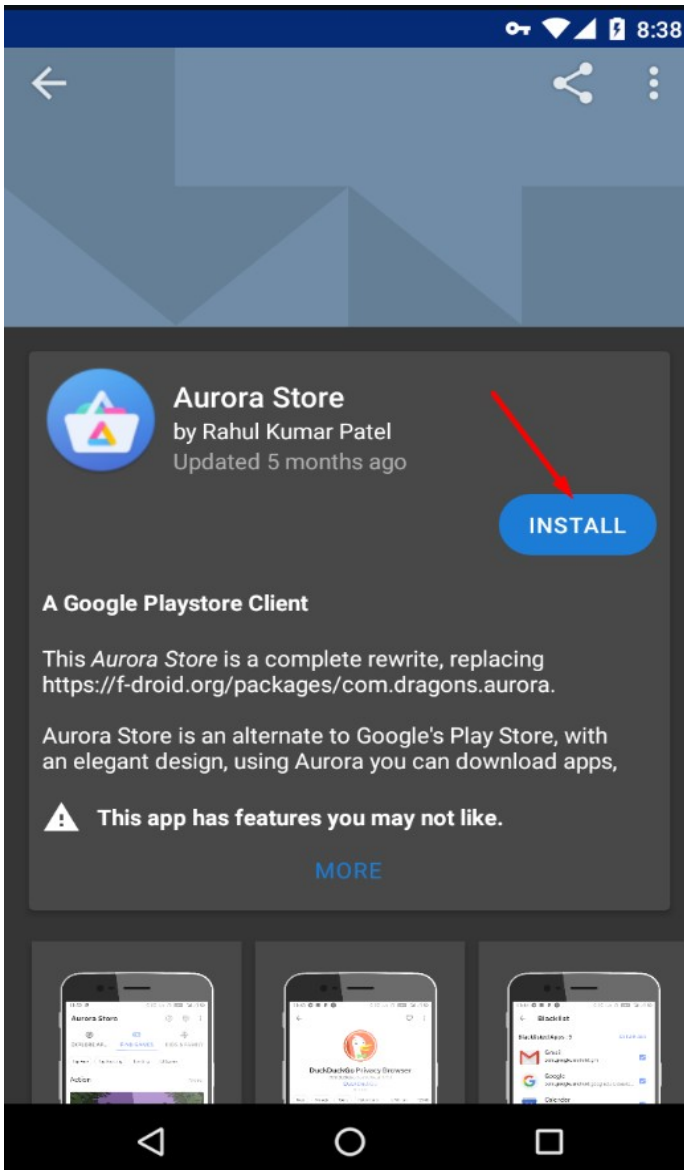 8:38
Aurora Store
by Rahul Kumar Patel
Updated 5 months ago
INSTALL
A Google Playstore Client
This Aurora Store is a complete rewrite, replacing
https://f-droid.org/packages/com.dragons.aurora.
Aurora Store is an alternate to Google's Play Store, with
an elegant design, using Aurora you can download apps,
This app has features you may not like.
MORE
Aurora Store
Action
DuckDuckGo Privacy Browser
Blacklist
Gmail
Google
Calendar